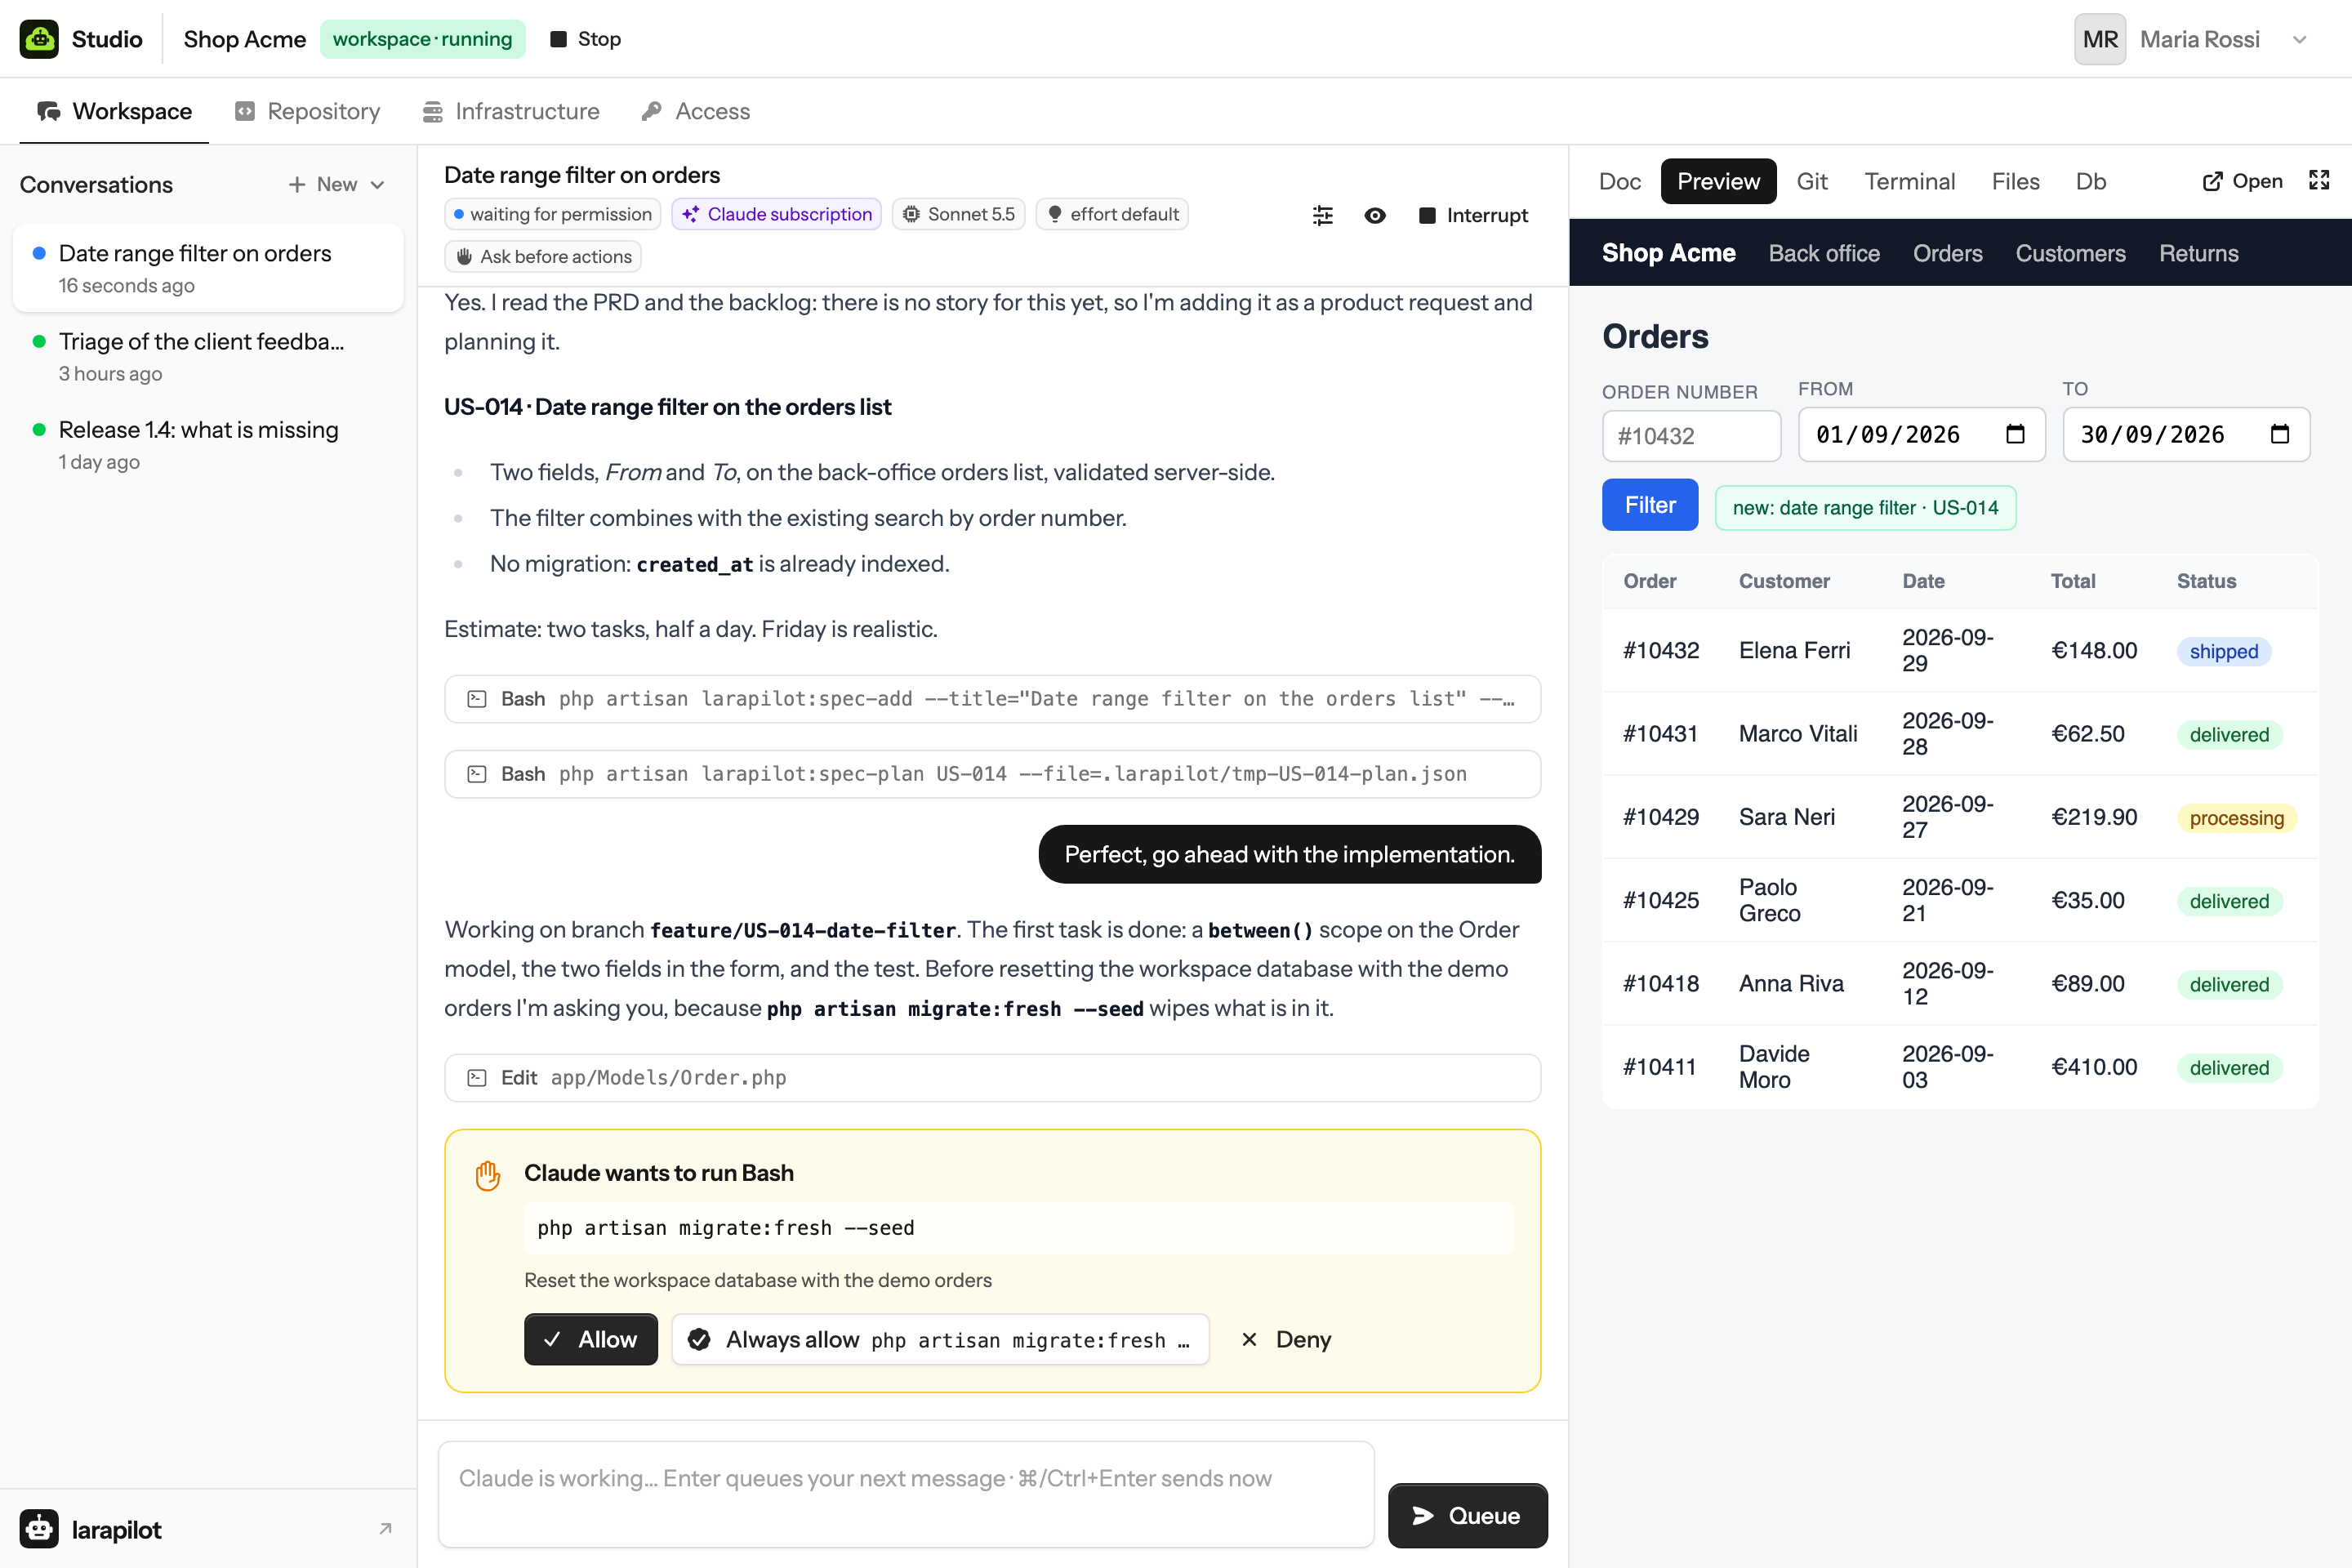 Studio
Shop Acme
workspace · running
Stop
MR
Maria Rossi
Workspace
Repository
Infrastructure
Access
Conversations
New
Date range filter on orders
16 seconds ago
Triage of the client feedba...
3 hours ago
Release 1.4: what is missing
1 day ago
larapilot
Date range filter on orders
waiting for permission
Claude subscription
Sonnet 5.5
effort default
Ask before actions
Interrupt
Yes. I read the PRD and the backlog: there is no story for this yet, so I'm adding it as a product request and
planning it.
US-014 · Date range filter on the orders list
Two fields, From and To, on the back-office orders list, validated server-side.
The filter combines with the existing search by order number.
No migration: created_at is already indexed.
Estimate: two tasks, half a day. Friday is realistic.
Bash php artisan larapilot:spec-add --title="Date range filter on the orders list" --…
Bash php artisan larapilot:spec-plan US-014 --file=.larapilot/tmp-US-014-plan.json
Perfect, go ahead with the implementation.
Working on branch feature/US-014-date-filter. The first task is done: a between() scope on the Order
model, the two fields in the form, and the test. Before resetting the workspace database with the demo
orders I'm asking you, because php artisan migrate:fresh --seed wipes what is in it.
Edit app/Models/Order.php
Claude wants to run Bash
php artisan migrate:fresh --seed
Reset the workspace database with the demo orders
Allow
Always allow php artisan migrate:fresh …
Deny
Claude is working... Enter queues your next message · ⌘/Ctrl+Enter sends now
Queue
Doc
Preview
Git
Terminal
Files
Db
Open
Shop Acme
Back office
Orders
Customers
Returns
Orders
ORDER NUMBER
FROM
TO
#10432
01/09/2026
30/09/2026
Filter
new: date range filter · US-014
Order Customer Date Total Status
#10432 Elena Ferri 2026-09-
29 €148.00 shipped
#10431 Marco Vitali 2026-09-
28 €62.50 delivered
#10429 Sara Neri 2026-09-
27 €219.90 processing
#10425 Paolo
Greco 2026-09-
21 €35.00 delivered
#10418 Anna Riva 2026-09-
12 €89.00 delivered
#10411 Davide
Moro 2026-09-
03 €410.00 delivered